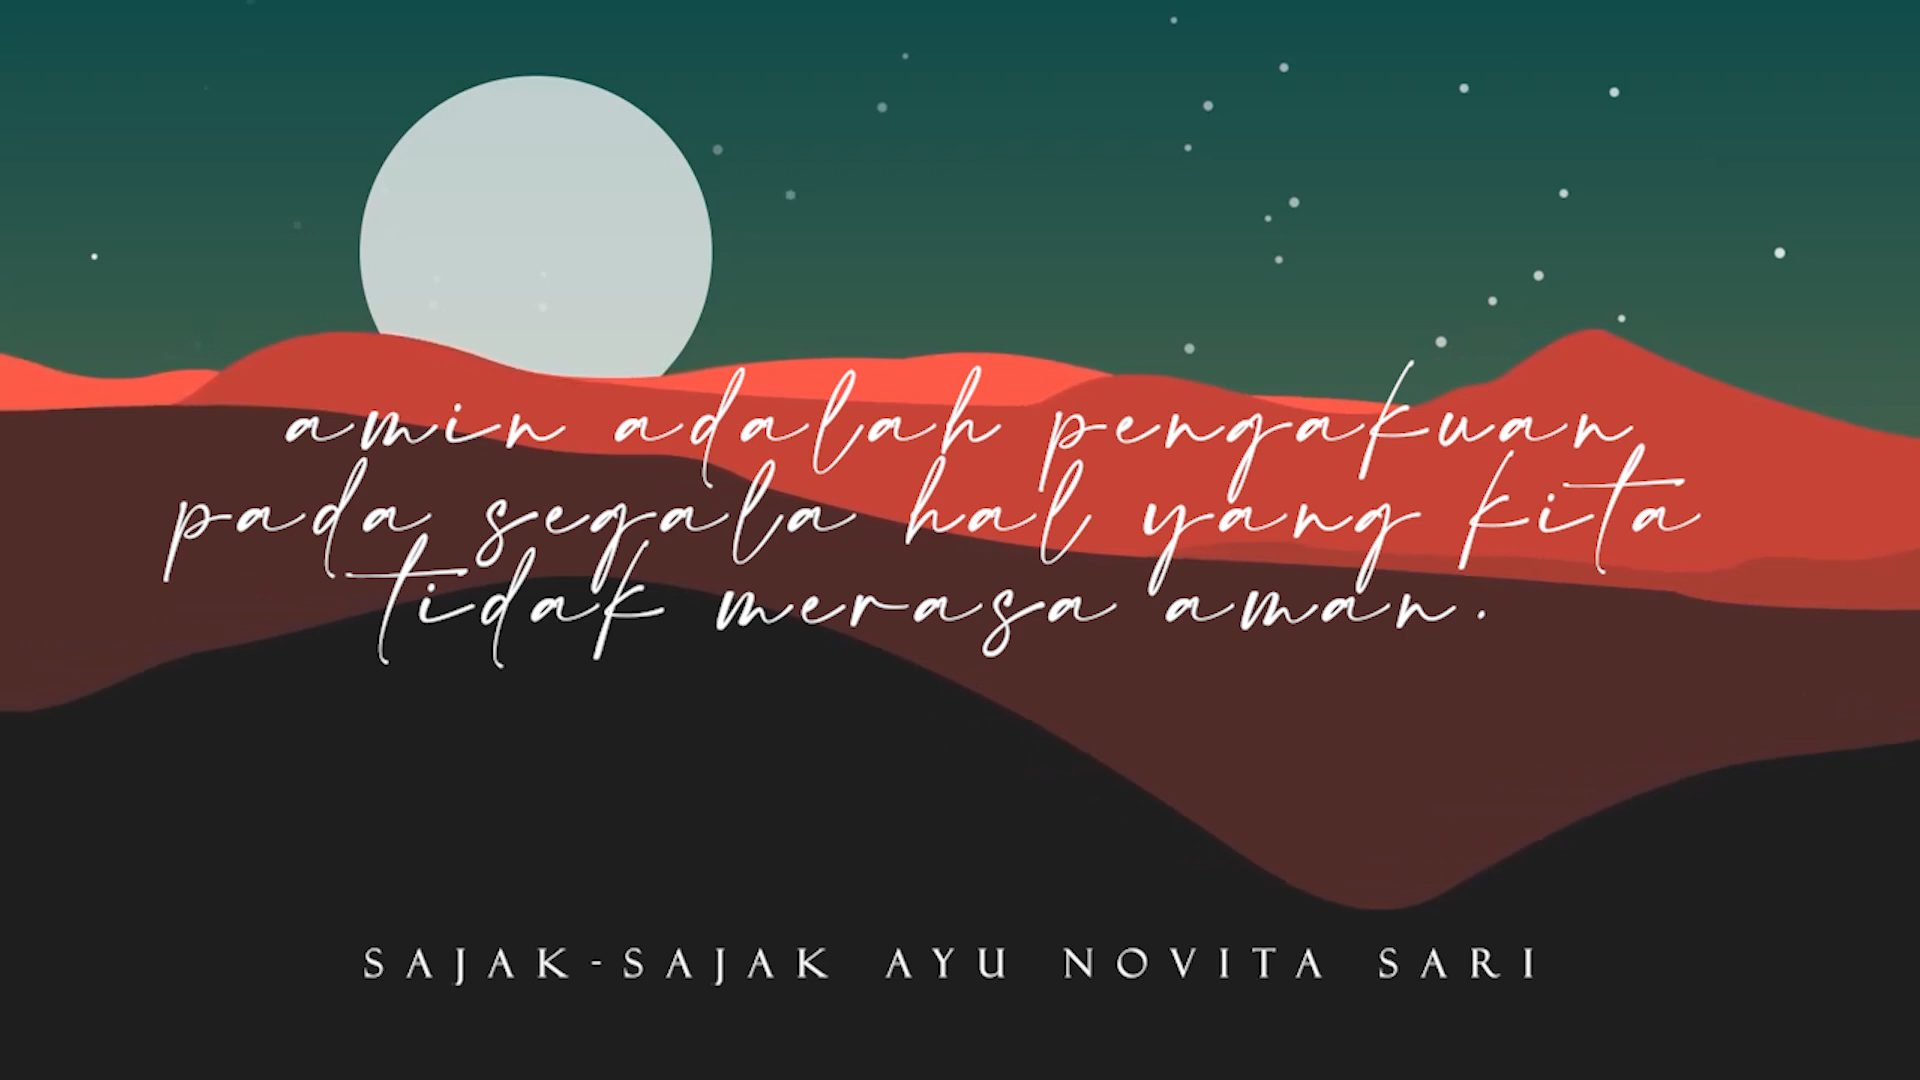 amin adalah pengakuan
pada segala hal yang kita
tidak merasa aman.
SAJAK-SAJAK AYU NOVITA SARI